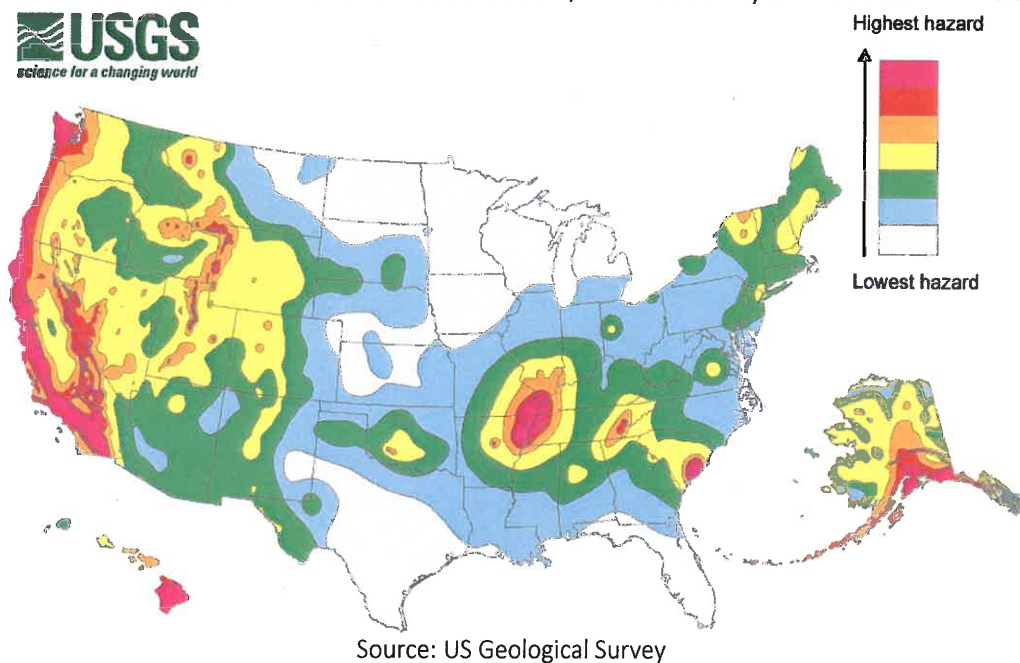 USGS
science for a changing world
Highest hazard
Lowest hazard
Source: US Geological Survey